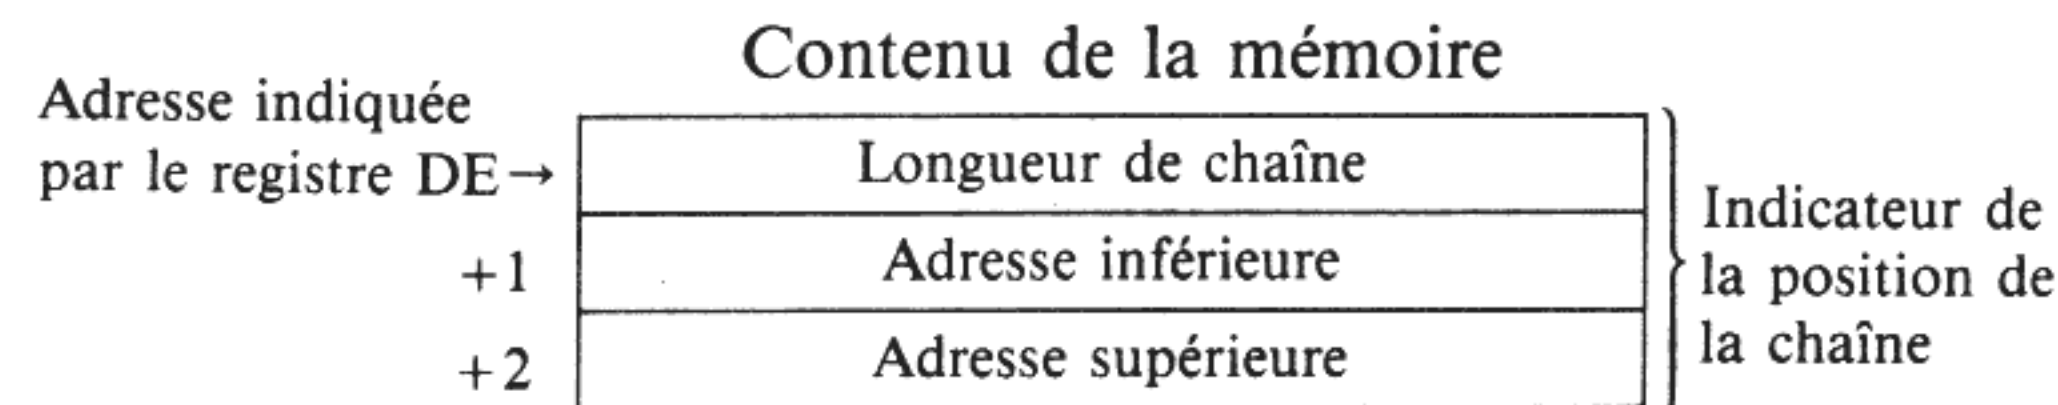 Contenu de la mémoire
Adresse indiquée
par le registre DE→
Longueur de chaîne
+1
Adresse inférieure
+2
Adresse supérieure
Indicateur de
la position de
la chaîne